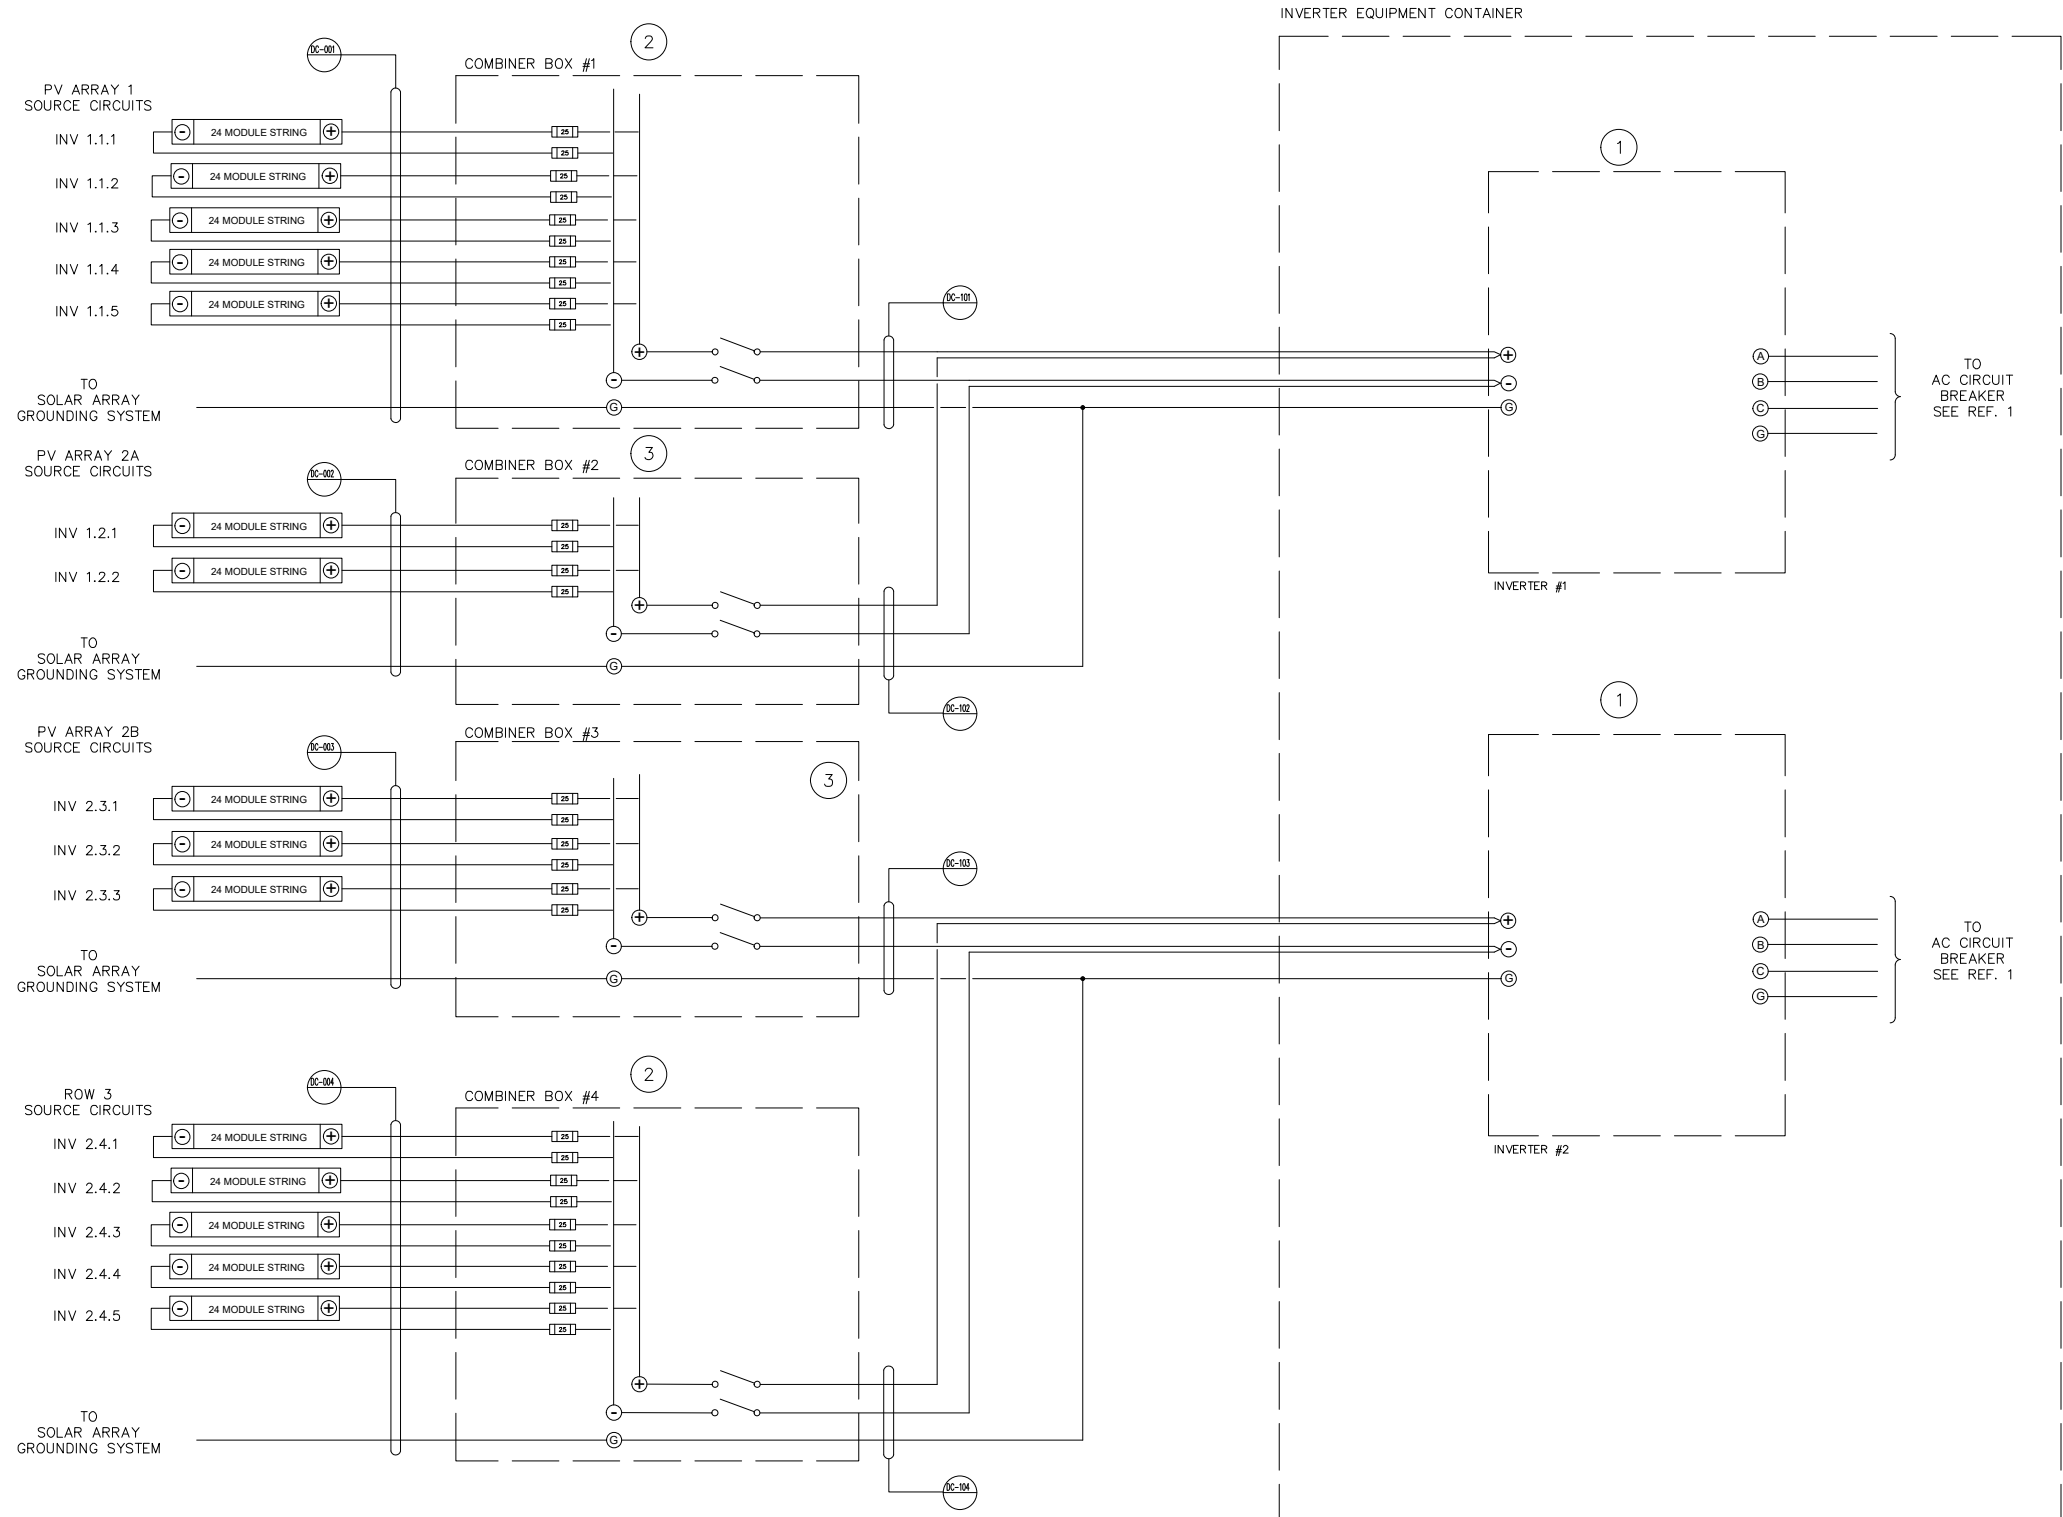 INVERTER EQUIPMENT CONTAINER
DC-001
2
COMBINER BOX #1
PV ARRAY 1
SOURCE CIRCUITS
INV 1.1.1
- 24 MODULE STRING + 25
25
INV 1.1.2
- 24 MODULE STRING + 25
25
INV 1.1.3
- 24 MODULE STRING + 25
25
INV 1.1.4
- 24 MODULE STRING + 25
25
INV 1.1.5
- 24 MODULE STRING + 25
25
+
-
G
TO
SOLAR ARRAY
GROUNDING SYSTEM
DC-101
1
+
-
G
A
B
C
G
TO
AC CIRCUIT
BREAKER
SEE REF. 1
INVERTER #1
PV ARRAY 2A
SOURCE CIRCUITS
DC-002
COMBINER BOX #2
3
INV 1.2.1
- 24 MODULE STRING + 25
25
INV 1.2.2
- 24 MODULE STRING + 25
25
+
-
G
TO
SOLAR ARRAY
GROUNDING SYSTEM
DC-102
PV ARRAY 2B
SOURCE CIRCUITS
DC-003
COMBINER BOX #3
3
INV 2.3.1
- 24 MODULE STRING + 25
25
INV 2.3.2
- 24 MODULE STRING + 25
25
INV 2.3.3
- 24 MODULE STRING + 25
25
+
-
G
TO
SOLAR ARRAY
GROUNDING SYSTEM
DC-103
1
+
-
G
A
B
C
G
TO
AC CIRCUIT
BREAKER
SEE REF. 1
INVERTER #2
ROW 3
SOURCE CIRCUITS
DC-004
2
COMBINER BOX #4
INV 2.4.1
- 24 MODULE STRING + 25
25
INV 2.4.2
- 24 MODULE STRING + 25
25
INV 2.4.3
- 24 MODULE STRING + 25
25
INV 2.4.4
- 24 MODULE STRING + 25
25
INV 2.4.5
- 24 MODULE STRING + 25
25
+
-
G
TO
SOLAR ARRAY
GROUNDING SYSTEM
DC-104